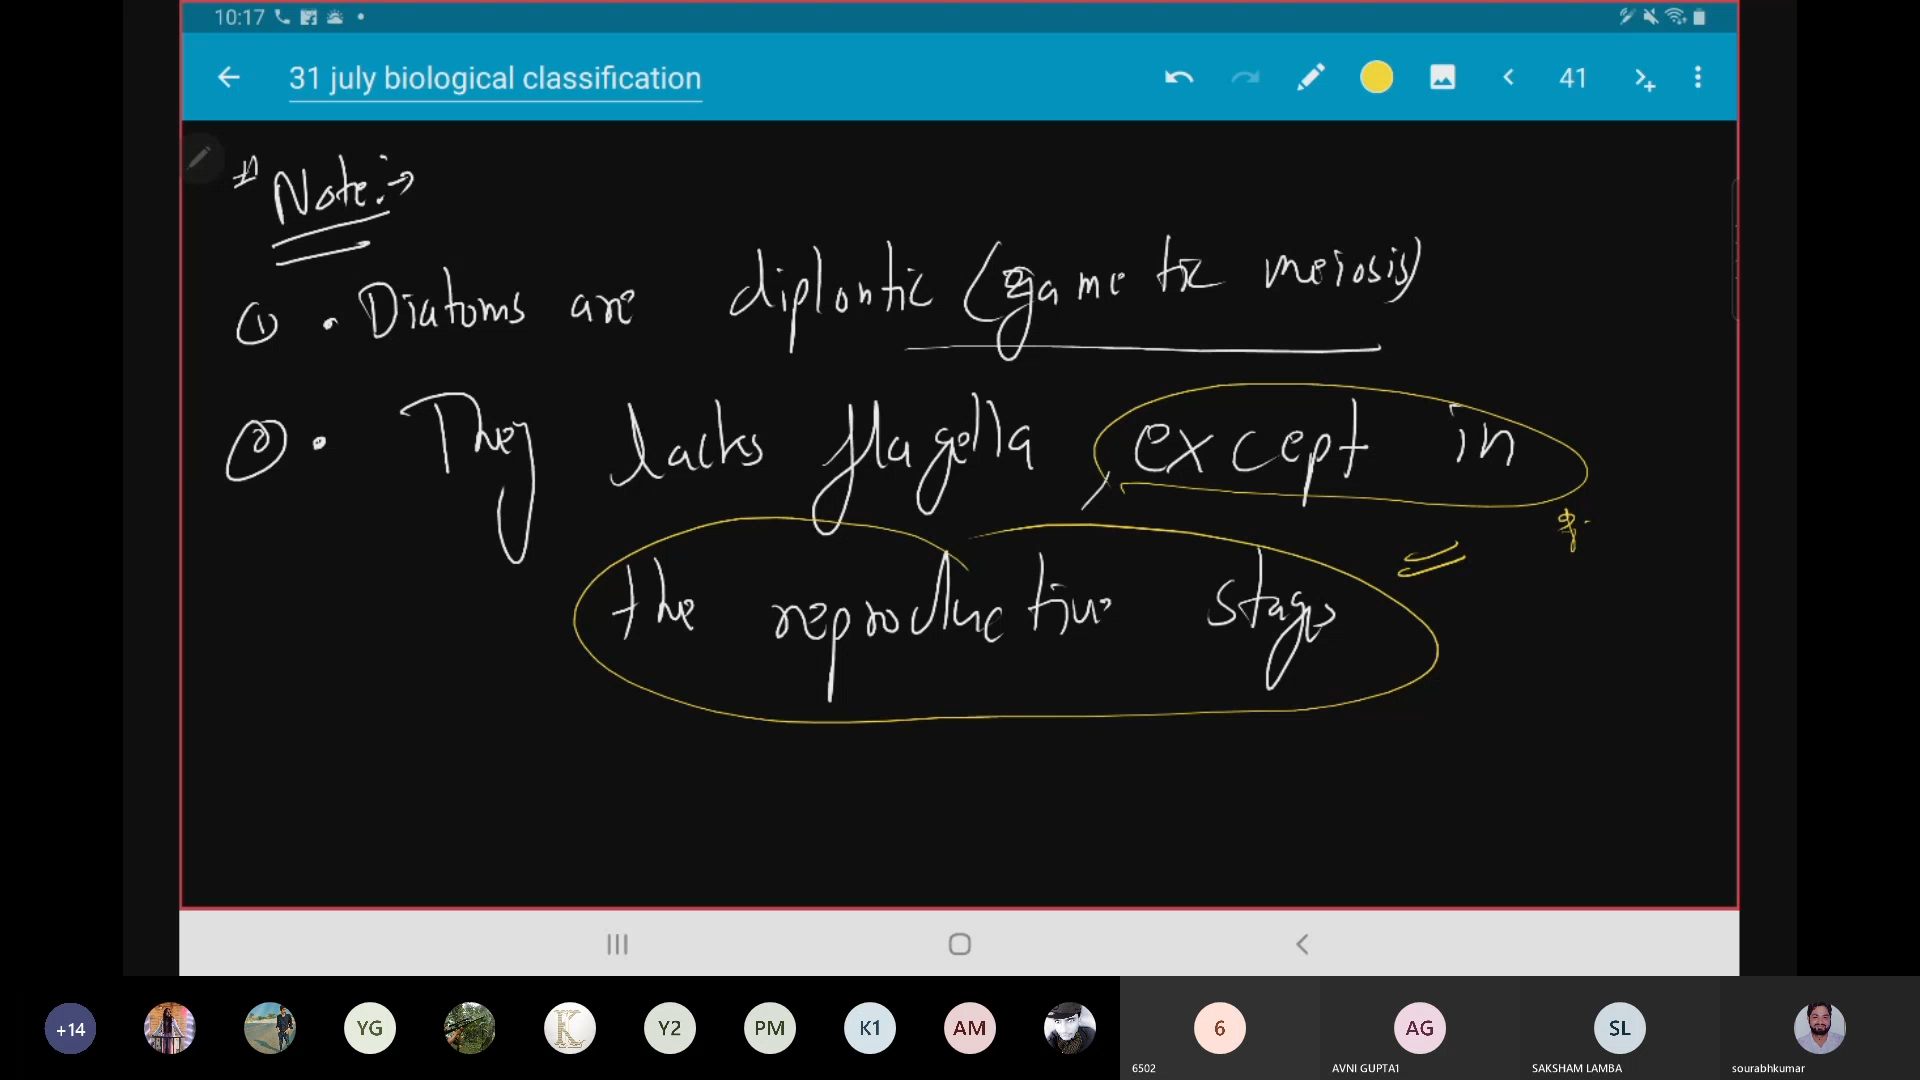 10:17
31 july biological classification
41
* Note:→
① • Diatoms are diplontic (gametic meiosis)
② • They lacks flagella, except in
the reproductive stage
+14
YG
Y2
PM
K1
AM
6
AG
SL
6502
AVNI GUPTA1
SAKSHAM LAMBA
sourabhkumar